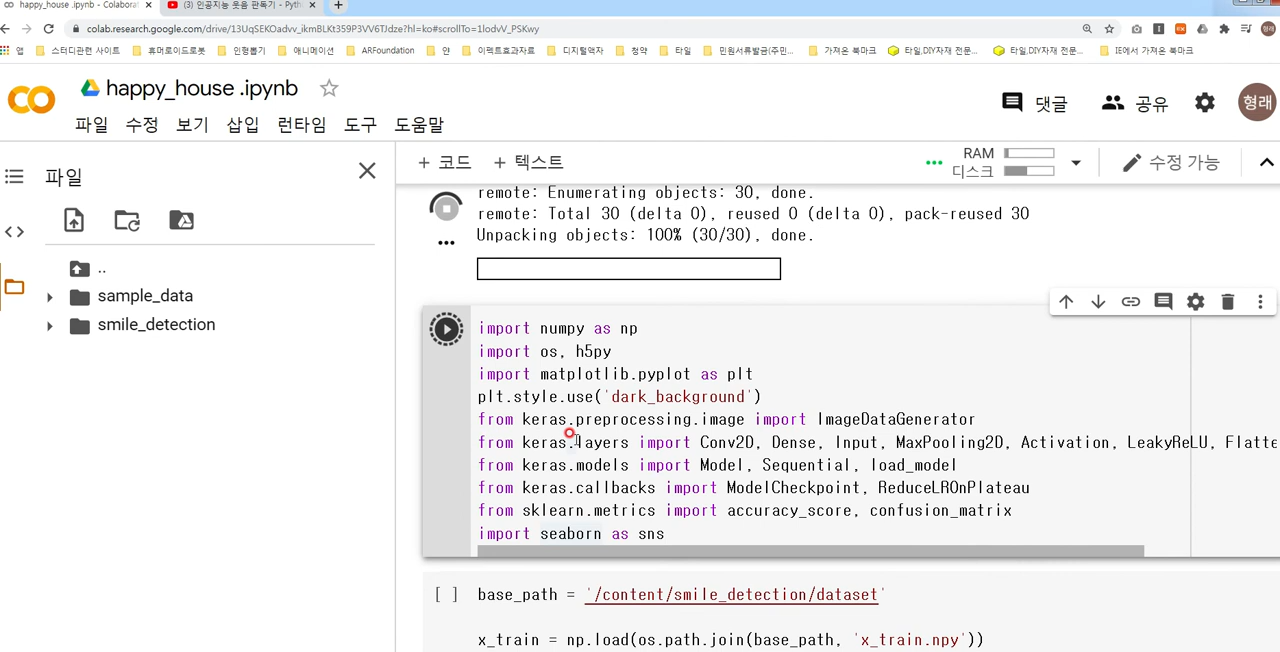 happy_house .ipynb - Colaborat
(3) 인공지능 웃음 판독기 - Pyth
colab.research.google.com/drive/13UqSEKOadvv_ikmBLKt359P3VV6TJdze?hl=ko#scrollTo=1lodvV_PSKwy
앱 스터디관련 사이트 휴머로이드로봇 인형뽑기 애니메이션 ARFoundation 얀 이펙트효과자료 디지털액자 청약 타일 민원서류발금(주민... 가져온 북마크 타일,DIY자재 전문... 타일,DIY자재 전문... IE에서 가져온 북마크
CO happy_house .ipynb
댓글 공유 형래
파일 수정 보기 삽입 런타임 도구 도움말
파일
+ 코드 + 텍스트
RAM
디스크
수정 가능
..
sample_data
smile_detection
remote: Enumerating objects: 30, done.
remote: Total 30 (delta 0), reused 0 (delta 0), pack-reused 30
Unpacking objects: 100% (30/30), done.
import numpy as np
import os, h5py
import matplotlib.pyplot as plt
plt.style.use('dark_background')
from keras.preprocessing.image import ImageDataGenerator
from keras.layers import Conv2D, Dense, Input, MaxPooling2D, Activation, LeakyReLU, Flatte
from keras.models import Model, Sequential, load_model
from keras.callbacks import ModelCheckpoint, ReduceLROnPlateau
from sklearn.metrics import accuracy_score, confusion_matrix
import seaborn as sns
[ ] base_path = '/content/smile_detection/dataset'
x_train = np.load(os.path.join(base_path, 'x_train.npy'))